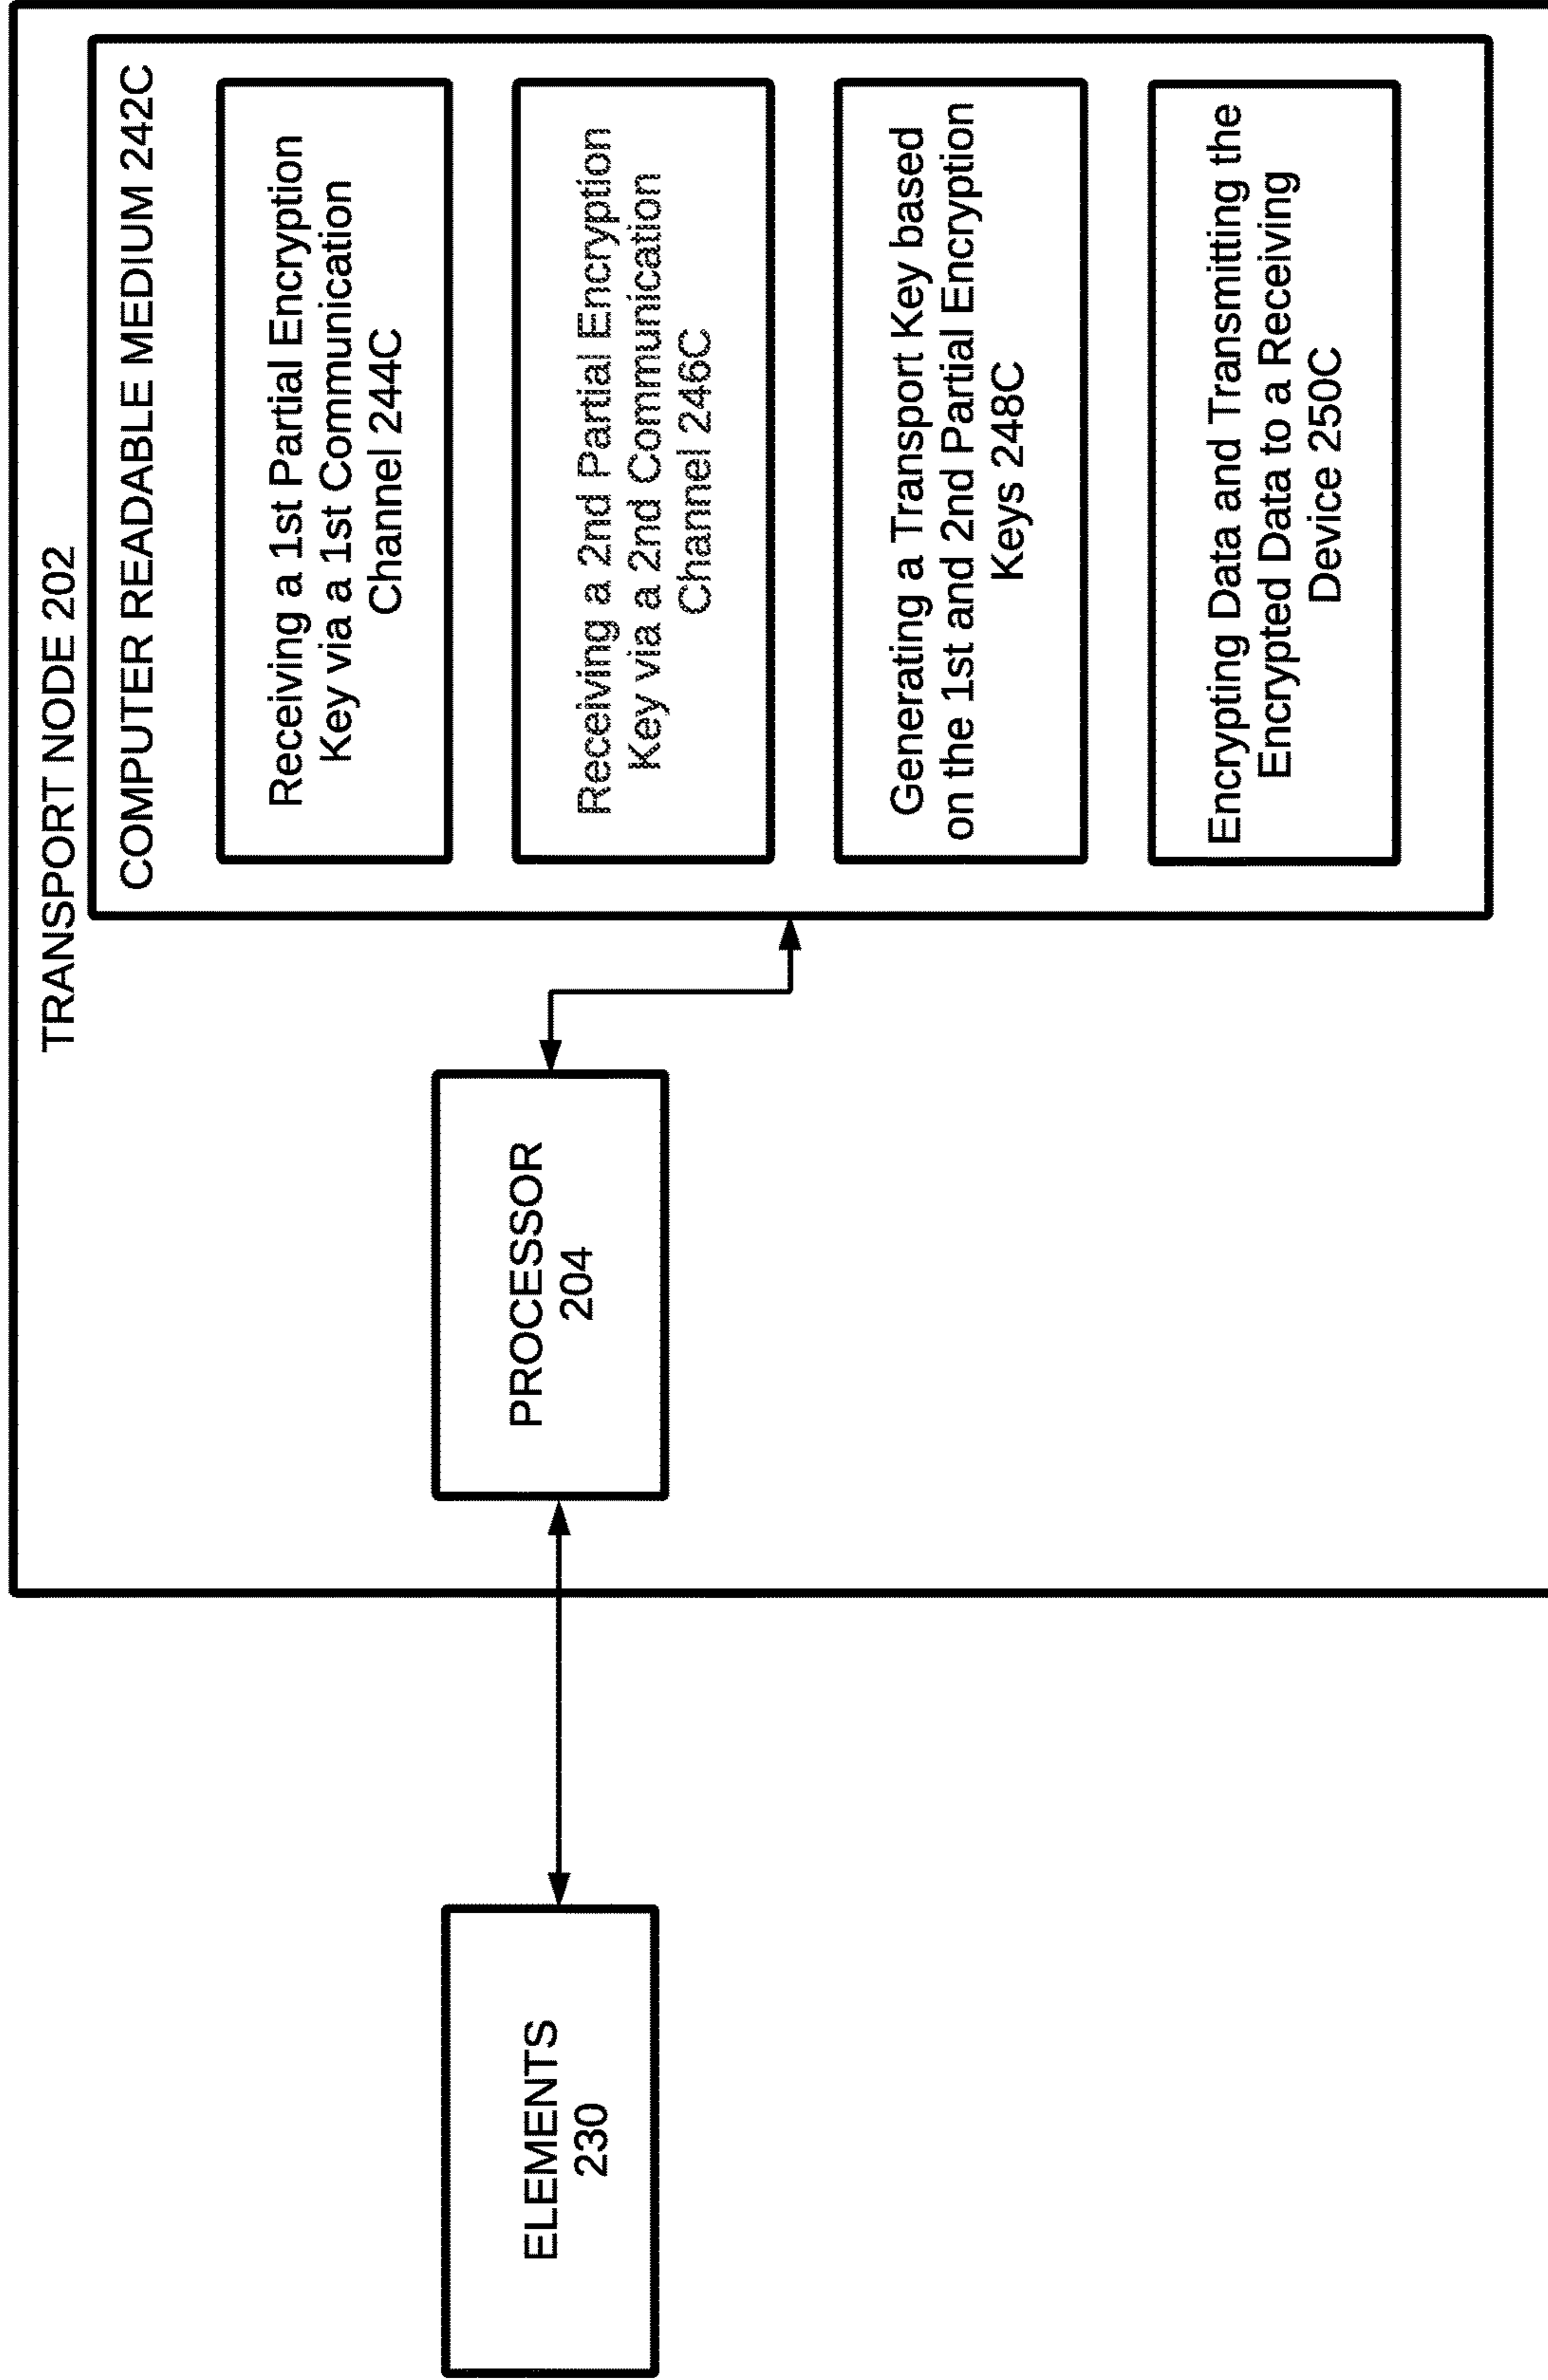 TRANSPORT NODE 202
COMPUTER READABLE MEDIUM 242C
Receiving a 1st Partial Encryption
Key via a 1st Communication
Channel 244C
Receiving a 2nd Partial Encryption
Key via a 2nd Communication
Channel 246C
Generating a Transport Key based
on the 1st and 2nd Partial Encryption
Keys 248C
Encrypting Data and Transmitting the
Encrypted Data to a Receiving
Device 250C
PROCESSOR
204
ELEMENTS
230